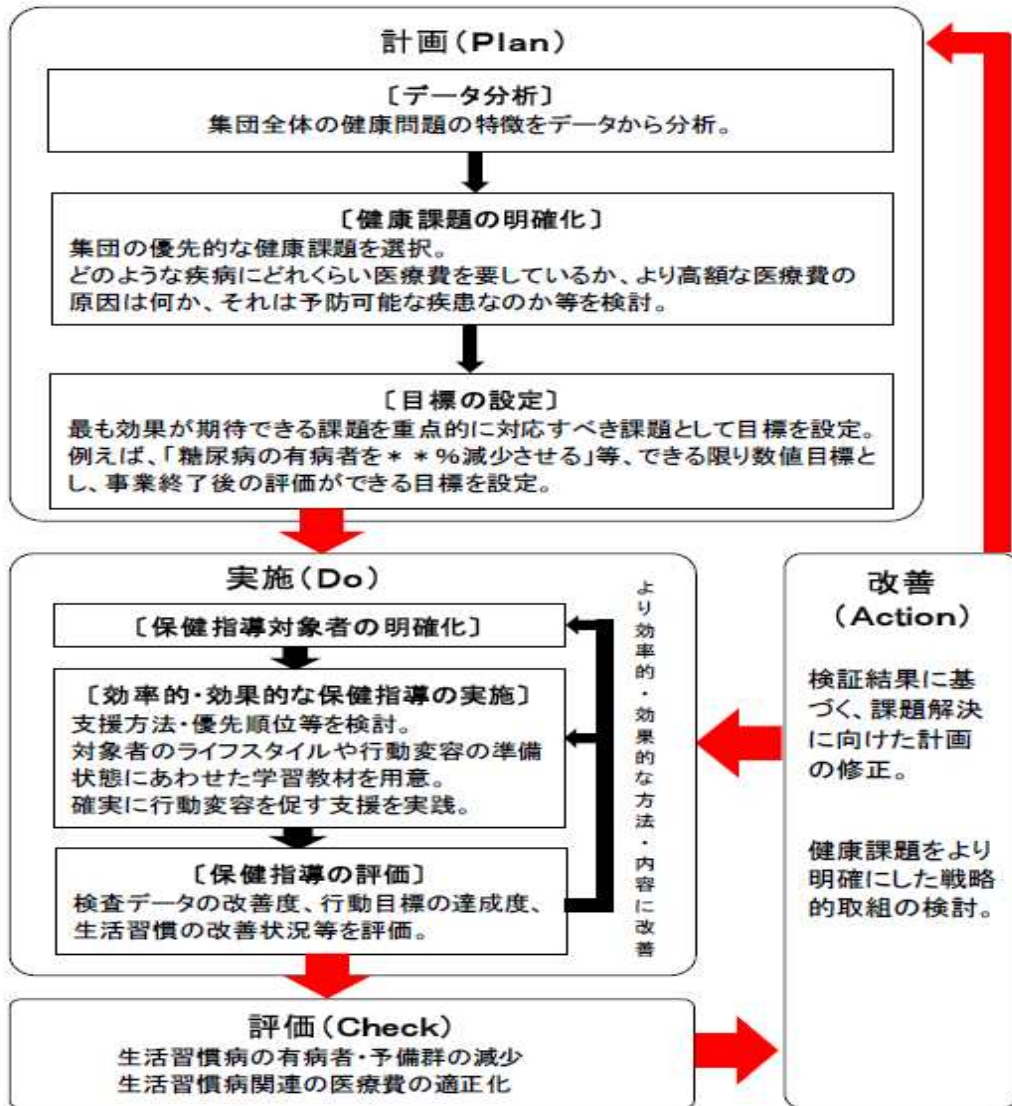 計画(Plan)
〔データ分析〕
集団全体の健康問題の特徴をデータから分析。
〔健康課題の明確化〕
集団の優先的な健康課題を選択。
どのような疾病にどれくらい医療費を要しているか、より高額な医療費の
原因は何か、それは予防可能な疾患なのか等を検討。
〔目標の設定〕
最も効果が期待できる課題を重点的に対応すべき課題として目標を設定。
例えば、「糖尿病の有病者を**%減少させる」等、できる限り数値目標と
し、事業終了後の評価ができる目標を設定。
実施(Do)
〔保健指導対象者の明確化〕
〔効率的・効果的な保健指導の実施〕
支援方法・優先順位等を検討。
対象者のライフスタイルや行動変容の準備
状態にあわせた学習教材を用意。
確実に行動変容を促す支援を実践。
〔保健指導の評価〕
検査データの改善度、行動目標の達成度、
生活習慣の改善状況等を評価。
より効率的・効果的な方法・内容に改善
評価(Check)
生活習慣病の有病者・予備群の減少
生活習慣病関連の医療費の適正化
改善
(Action)
検証結果に基
づく、課題解決
に向けた計画
の修正。
健康課題をより
明確にした戦略
的取組の検討。